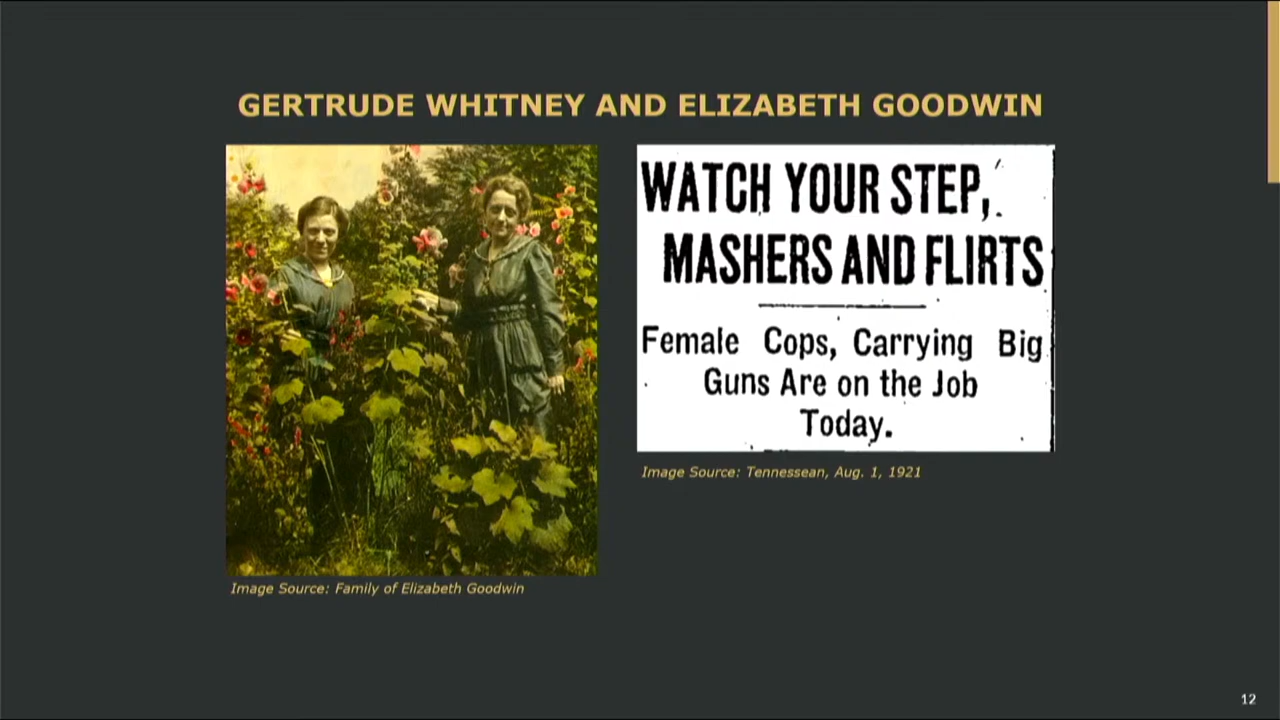 GERTRUDE WHITNEY AND ELIZABETH GOODWIN
WATCH YOUR STEP,
MASHERS AND FLIRTS
Female Cops, Carrying Big
Guns Are on the Job
Today.
Image Source: Tennessean, Aug. 1, 1921
Image Source: Family of Elizabeth Goodwin
12